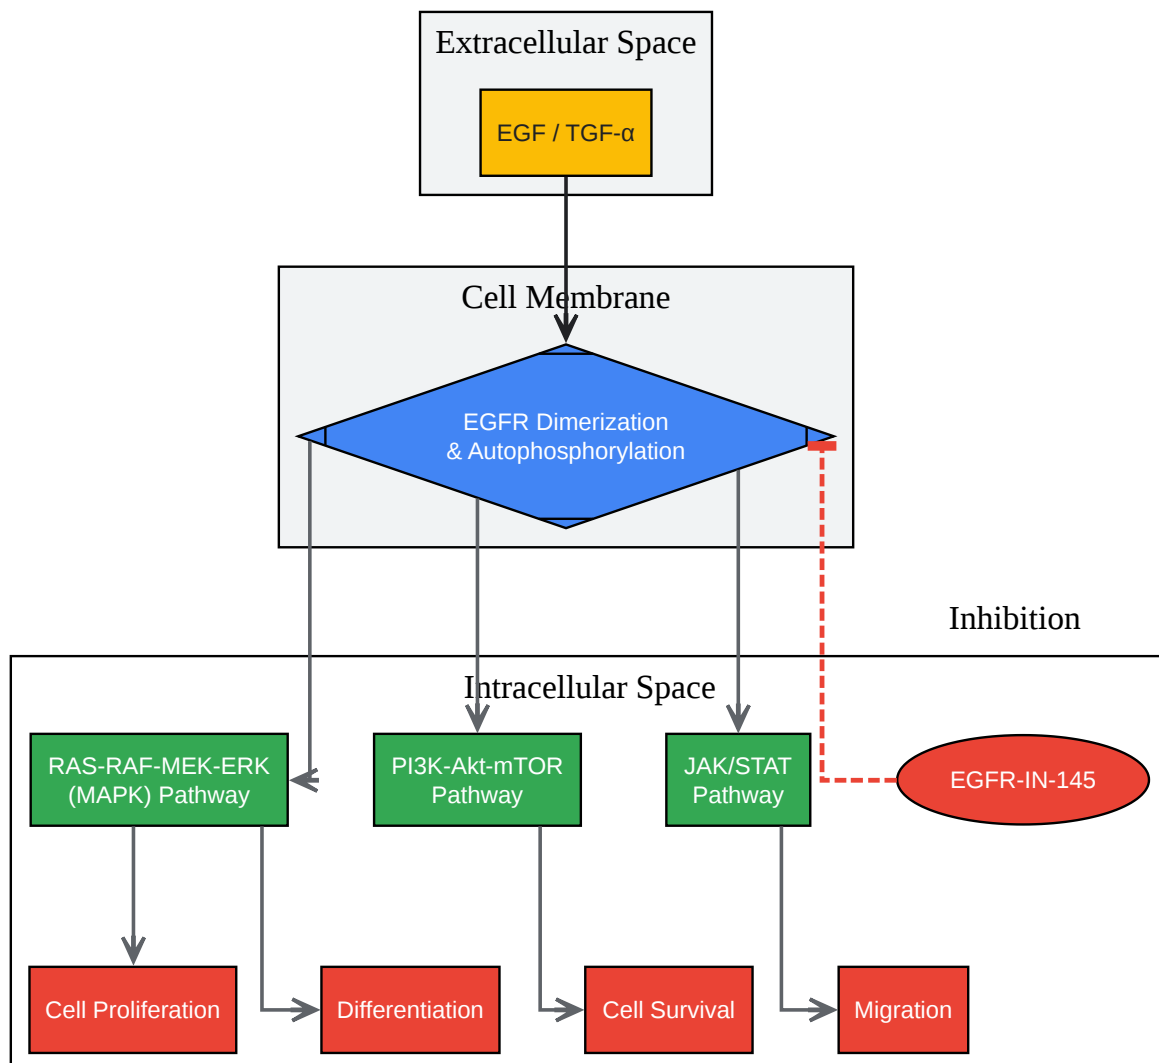 Extracellular Space
EGF / TGF-α
Cell Membrane
EGFR Dimerization
& Autophosphorylation
Inhibition
Intracellular Space
RAS-RAF-MEK-ERK
(MAPK) Pathway
PI3K-Akt-mTOR
Pathway
JAK/STAT
Pathway
EGFR-IN-145
Cell Proliferation
Differentiation
Cell Survival
Migration